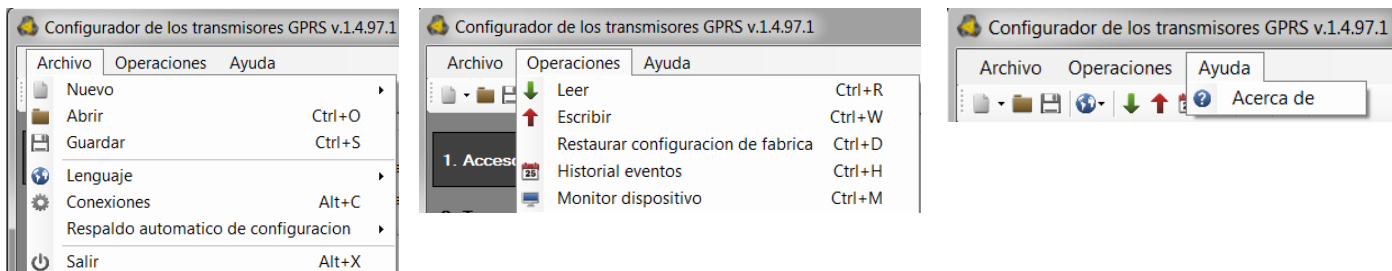 Configurador de los transmisores GPRS v.1.4.97.1
Archivo Operaciones Ayuda
Nuevo
Abrir Ctrl+O
Guardar Ctrl+S
Lenguaje
Conexiones Alt+C
Respaldo automatico de configuracion
Salir Alt+X
Configurador de los transmisores GPRS v.1.4.97.1
Archivo Operaciones Ayuda
Leer Ctrl+R
Escribir Ctrl+W
Restaurar configuracion de fabrica Ctrl+D
1. Acceso
25 Historial eventos Ctrl+H
Monitor dispositivo Ctrl+M
Configurador de los transmisores GPRS v.1.4.97.1
Archivo Operaciones Ayuda
Acerca de